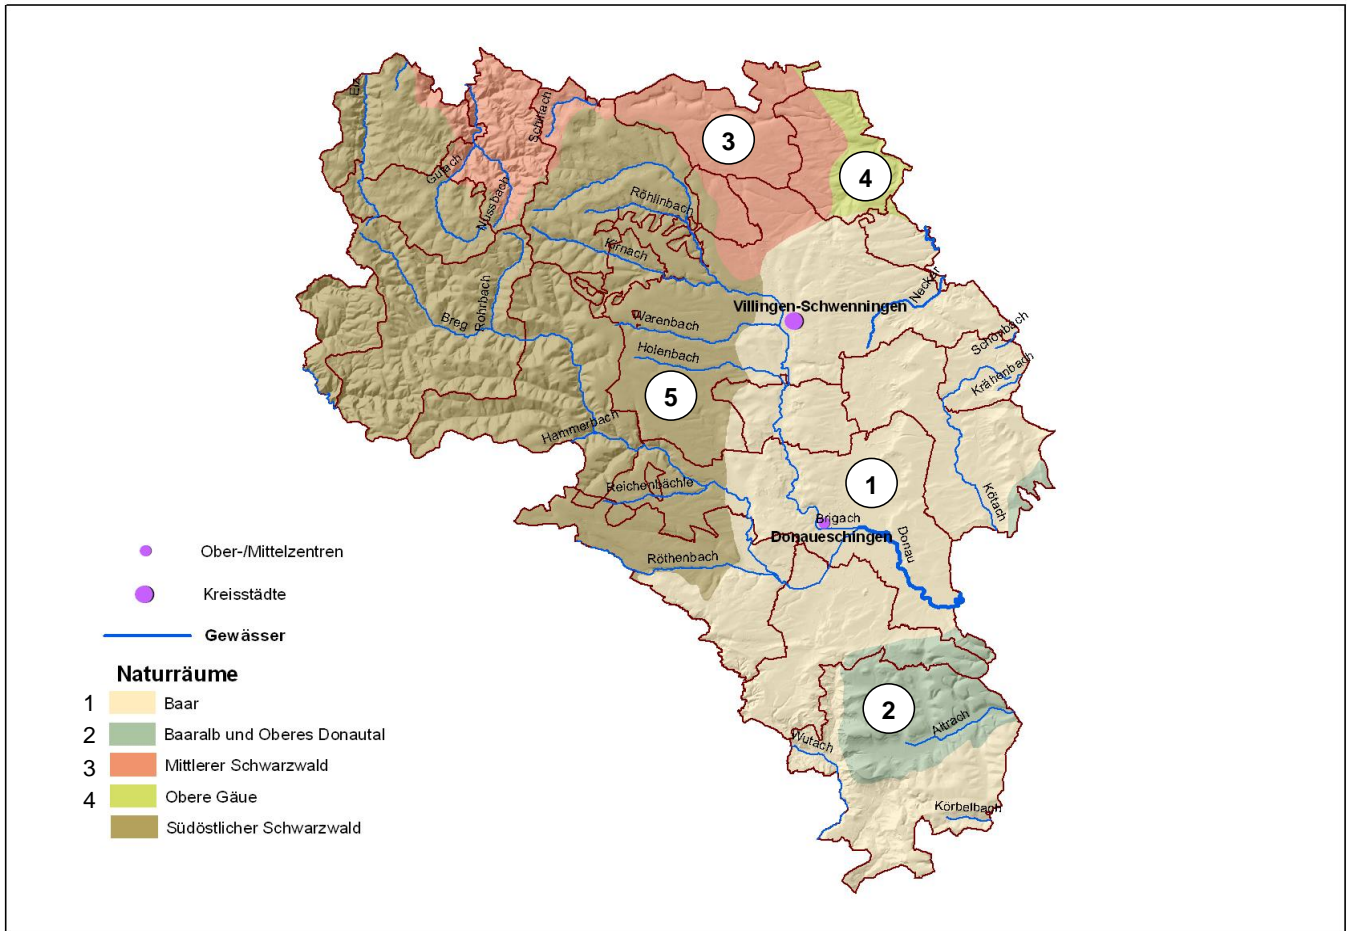 Elz
Schiltach
3
Gutach
4
Nussbach
Röhlinbach
Kirnach
Neckar
Rohrbach
Villingen-Schwenningen
Breg
Warenbach
Schonbach
Holenbach
Krähenbach
5
Hammerbach
Reichenbächle
1
Kötach
Brigach
Donaueschingen
Donau
Röthenbach
2
Aitrach
Wutach
Körbelbach
Ober-/Mittelzentren
Kreisstädte
Gewässer
Naturräume
1 Baar
2 Baaralb und Oberes Donautal
3 Mittlerer Schwarzwald
4 Obere Gäue
Südöstlicher Schwarzwald